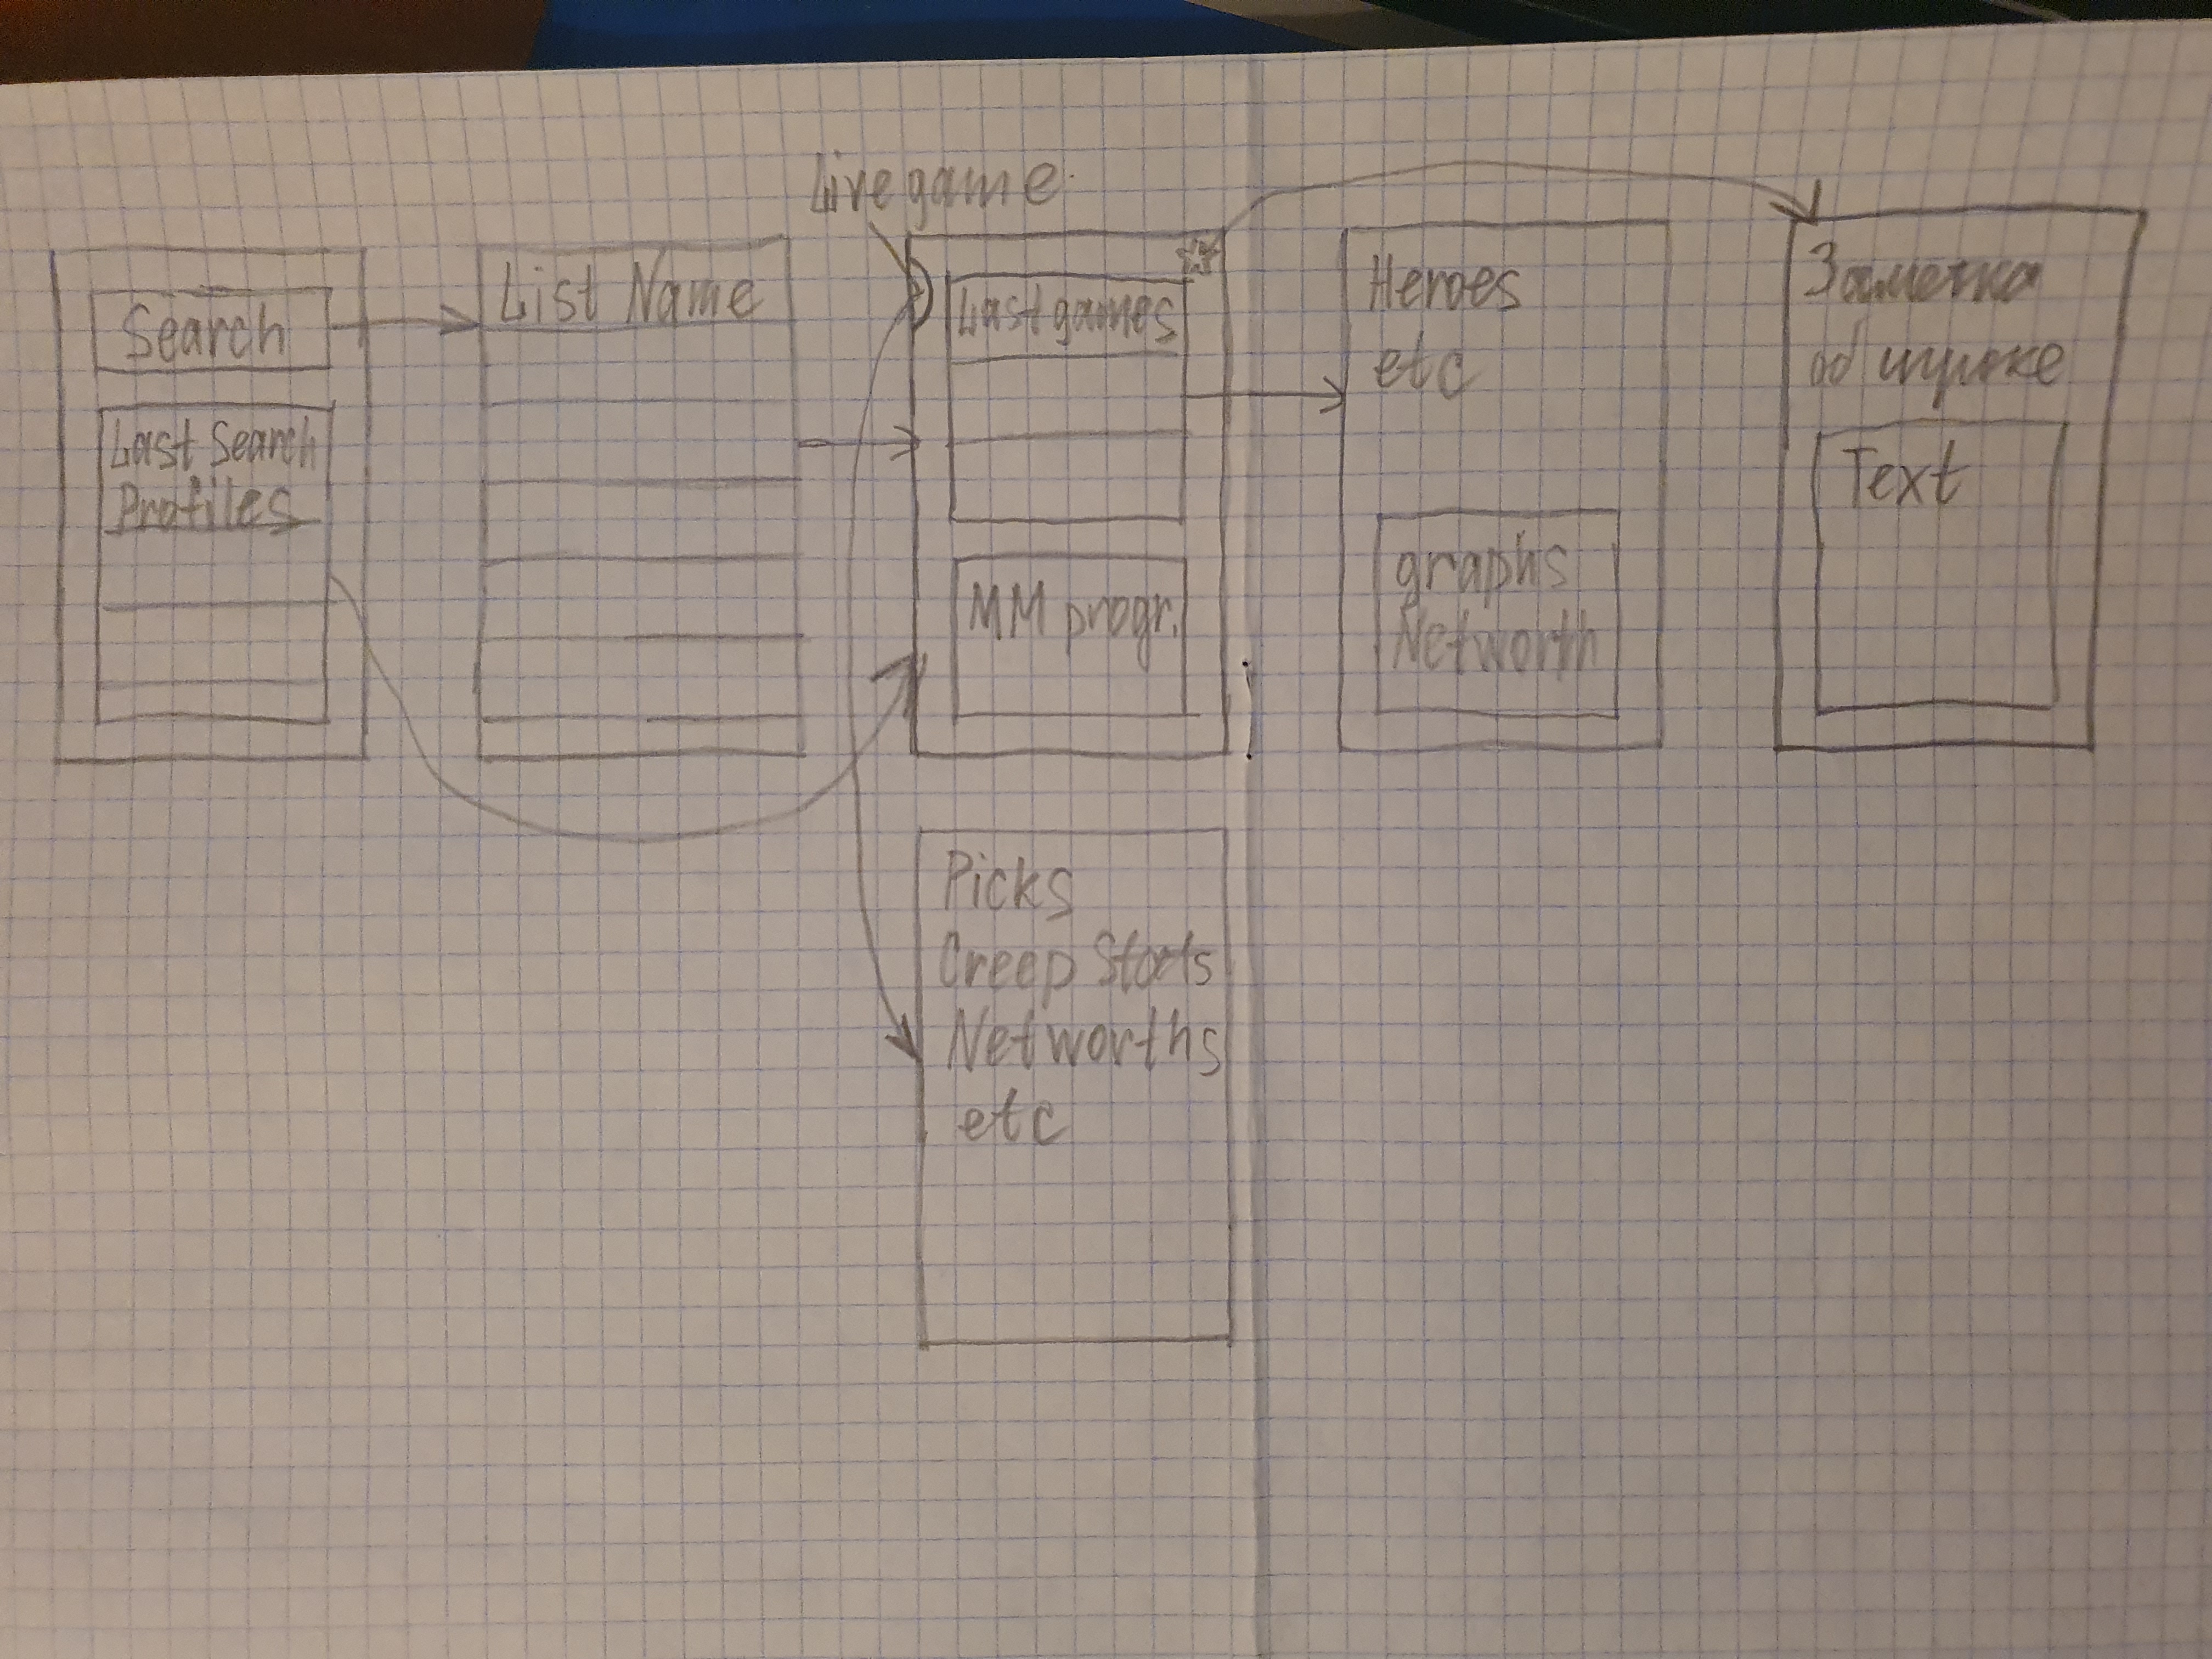 Live game
Search
Last Search
Profiles
List Name
Last games
MM progr.
Heroes
etc
graphs
Networth
Заметка
об игроке
Text
Picks
Creep Stats
Networths
etc